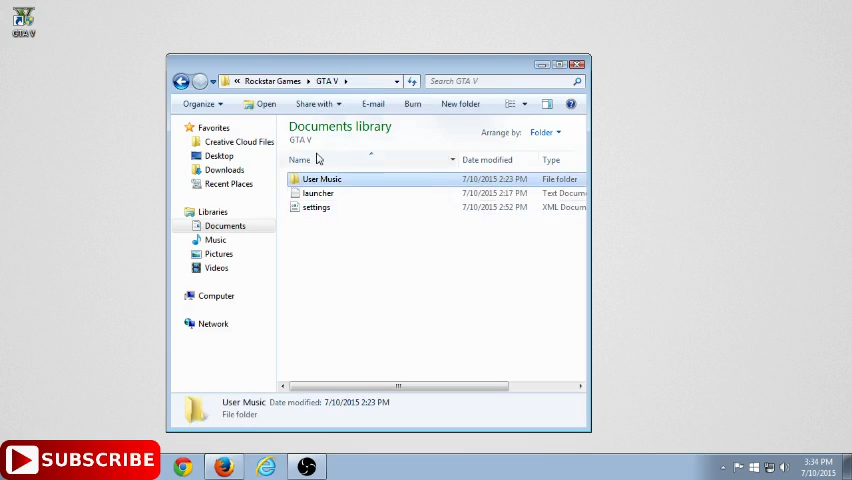 GTA V
« Rockstar Games ▸ GTA V ▸
Search GTA V
Organize ▾ Open Share with ▾ E-mail Burn New folder
Favorites
Creative Cloud Files
Desktop
Downloads
Recent Places
Libraries
Documents
Music
Pictures
Videos
Computer
Network
Documents library
GTA V
Arrange by: Folder ▾
Name Date modified Type
User Music 7/10/2015 2:23 PM File folder
launcher 7/10/2015 2:17 PM Text Docum
settings 7/10/2015 2:52 PM XML Docum
User Music Date modified: 7/10/2015 2:23 PM
File folder
SUBSCRIBE
3:34 PM
7/10/2015